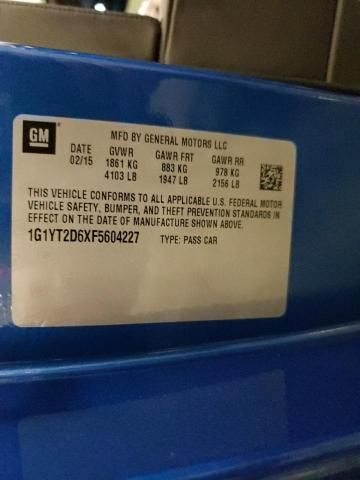 GM
MFD BY GENERAL MOTORS LLC
DATE GVWR GAWR FRT GAWR RR
02/15 1861 KG 883 KG 978 KG
4103 LB 1947 LB 2156 LB
THIS VEHICLE CONFORMS TO ALL APPLICABLE U.S. FEDERAL MOTOR
VEHICLE SAFETY, BUMPER, AND THEFT PREVENTION STANDARDS IN
EFFECT ON THE DATE OF MANUFACTURE SHOWN ABOVE.
1G1YT2D6XF5604227 TYPE: PASS CAR